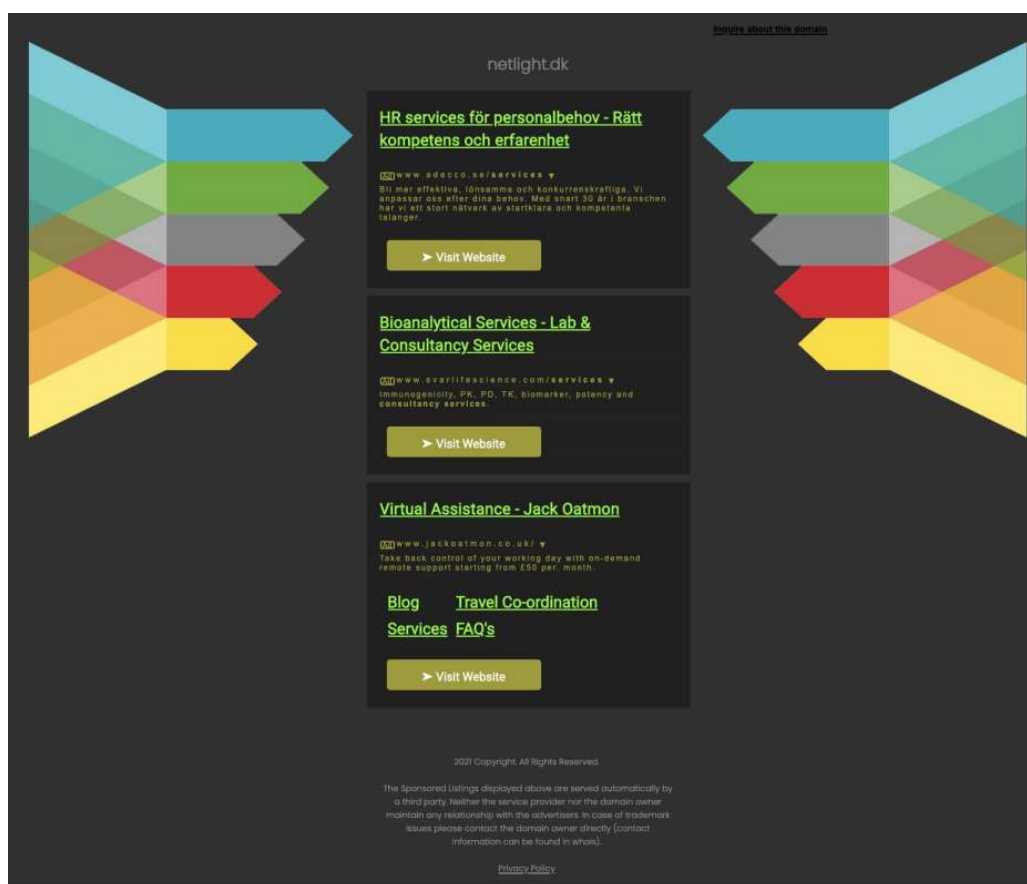 Inquire about this domain
netlight.dk
HR services för personalbehov - Rätt
kompetens och erfarenhet
Ad www.adecco.se/services ▼
Bli mer effektiva, lönsamma och konkurrenskraftiga. Vi
anpassar oss efter dina behov. Med snart 30 år i branschen
har vi ett stort nätverk av startklara och kompetenta
talanger.
➤ Visit Website
Bioanalytical Services - Lab &
Consultancy Services
Ad www.svarlifescience.com/services ▼
Immunogenicity, PK, PD, TK, biomarker, potency and
consultancy services.
➤ Visit Website
Virtual Assistance - Jack Oatmon
Ad www.jackoatmon.co.uk/ ▼
Take back control of your working day with on-demand
remote support starting from £50 per. month.
Blog Travel Co-ordination
Services FAQ's
➤ Visit Website
2021 Copyright. All Rights Reserved.
The Sponsored Listings displayed above are served automatically by
a third party. Neither the service provider nor the domain owner
maintain any relationship with the advertisers. In case of trademark
issues please contact the domain owner directly (contact
information can be found in whois).
Privacy Policy